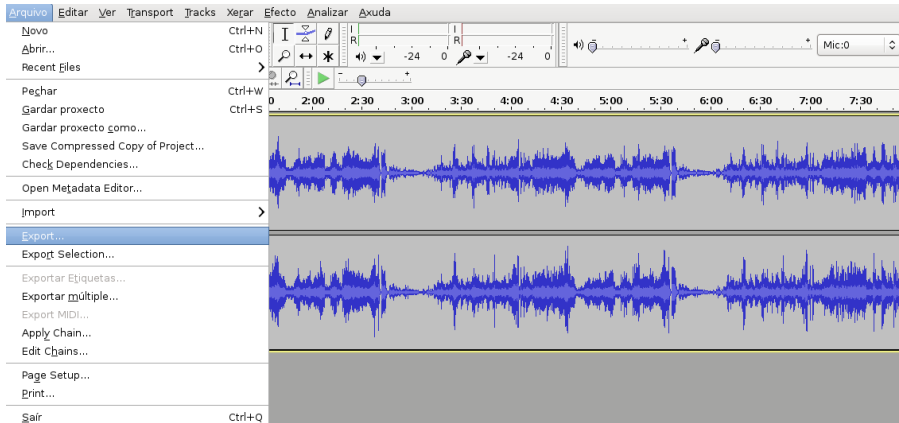 Arquivo Editar Ver Transport Tracks Xerar Efecto Analizar Axuda
Novo Ctrl+N
Abrir... Ctrl+O
Recent Files
Pechar Ctrl+W
Gardar proxecto Ctrl+S
Gardar proxecto como...
Save Compressed Copy of Project...
Check Dependencies...
Open Metadata Editor...
Import
Export...
Export Selection...
Exportar Etiquetas...
Exportar múltiple...
Export MIDI...
Apply Chain...
Edit Chains...
Page Setup...
Print...
Saír Ctrl+Q
L L
R R
-24 0 -24 0
Mic:0
0 2:00 2:30 3:00 3:30 4:00 4:30 5:00 5:30 6:00 6:30 7:00 7:30